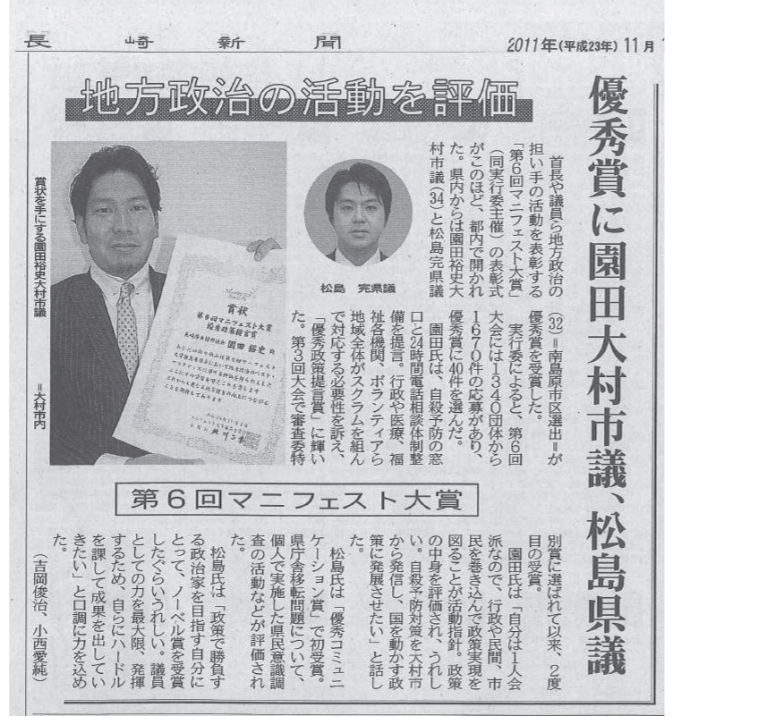 長崎新聞
2011年(平成23年)11月
優秀賞に園田大村市議、松島県議
地方政治の活動を評価
首長や議員ら地方政治の
担い手の活動を表彰する
「第6回マニフェスト大賞」
(同実行委主催)の表彰式
がこのほど、都内で開かれ
た。県内からは園田裕史大
村市議(34)と松島完県議
(32)=南島原市区選出=が
優秀賞を受賞した。
実行委によると、第6回
大会には1340団体から
1670件の応募があり、
優秀賞に40件を選んだ。
園田氏は、自殺予防の窓
口と24時間電話相談体制整
備を提言。行政や医療、福
祉各機関、ボランティアら
地域全体がスクラムを組ん
で対応する必要性を訴え、
「優秀政策提言賞」に輝い
た。第3回大会で審査委特
別賞に選ばれて以来、2度
目の受賞。
園田氏は「自分は1人会
派なので、行政や民間、市
民を巻き込んで政策実現を
図ることが活動指針。政策
の中身を評価され、うれし
い。自殺予防対策を大村市
から発信し、国を動かす政
策に発展させたい」と話し
た。
松島氏は「優秀コミュニ
ケーション賞」で初受賞。
県庁舎移転問題について、
個人で実施した県民意識調
査の活動などが評価され
た。
松島氏は「政策で勝負す
る政治家を目指す自分に
とって、ノーベル賞を受賞
したぐらいうれしい。議員
としての力を最大限、発揮
するため、自らにハードル
を課して成果を出してい
きたい」と口調に力を込め
た。
(吉岡俊治、小西愛純)
第6回マニフェスト大賞
松島 完県議
賞状を手にする園田裕史大村市議
=大村市内
賞状
第6回マニフェスト大賞
優秀政策提言賞
園田裕史 殿